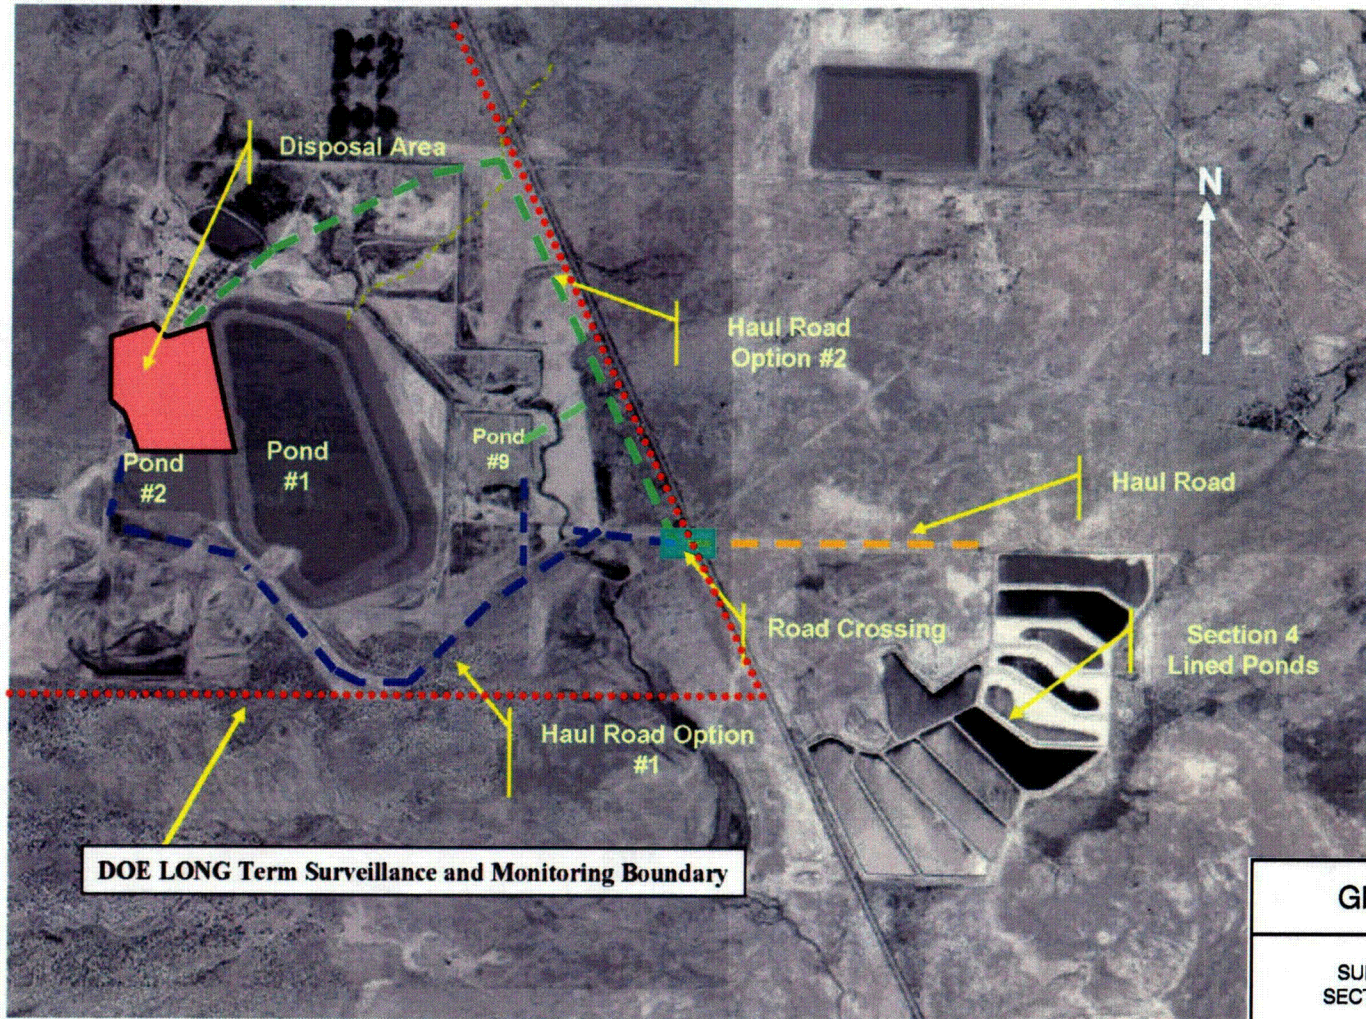 Disposal Area
N
Haul Road
Option #2
Pond
#9
Pond
#1
Pond
#2
Haul Road
Road Crossing
Section 4
Lined Ponds
Haul Road Option
#1
DOE LONG Term Surveillance and Monitoring Boundary